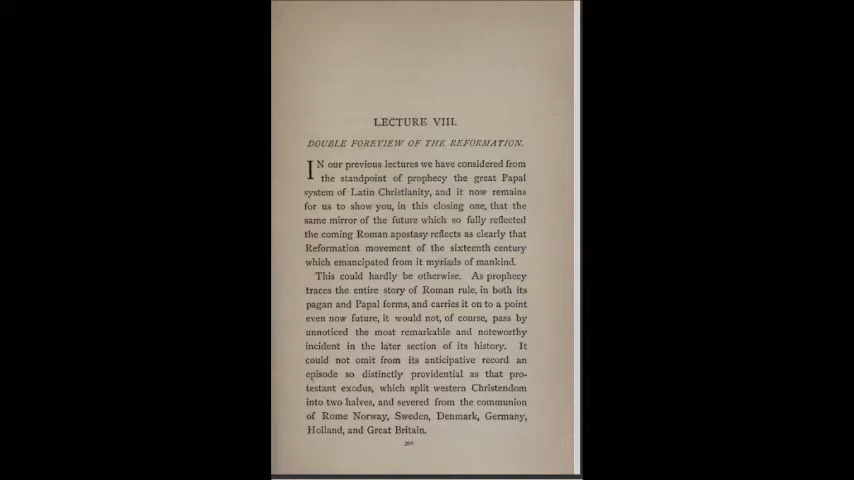 LECTURE VIII.
DOUBLE FOREVIEW OF THE REFORMATION.
IN our previous lectures we have considered from
the standpoint of prophecy the great Papal
system of Latin Christianity, and it now remains
for us to show you, in this closing one, that the
same mirror of the future which so fully reflected
the coming Roman apostasy reflects as clearly that
Reformation movement of the sixteenth century
which emancipated from it myriads of mankind.
This could hardly be otherwise. As prophecy
traces the entire story of Roman rule, in both its
pagan and Papal forms, and carries it on to a point
even now future, it would not, of course, pass by
unnoticed the most remarkable and noteworthy
incident in the later section of its history. It
could not omit from its anticipative record an
episode so distinctly providential as that pro-
testant exodus, which split western Christendom
into two halves, and severed from the communion
of Rome Norway, Sweden, Denmark, Germany,
Holland, and Great Britain.